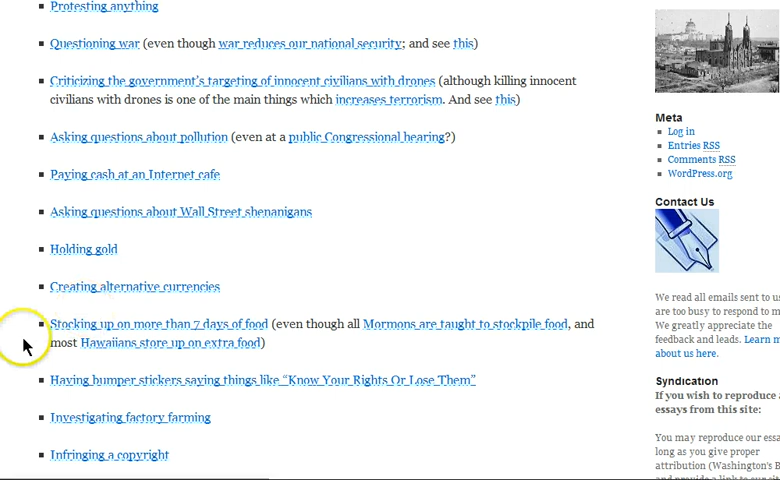 Protesting anything
Questioning war (even though war reduces our national security; and see this)
Criticizing the government's targeting of innocent civilians with drones (although killing innocent
civilians with drones is one of the main things which increases terrorism. And see this)
Asking questions about pollution (even at a public Congressional hearing?)
Paying cash at an Internet cafe
Asking questions about Wall Street shenanigans
Holding gold
Creating alternative currencies
Stocking up on more than 7 days of food (even though all Mormons are taught to stockpile food, and
most Hawaiians store up on extra food)
Having bumper stickers saying things like “Know Your Rights Or Lose Them”
Investigating factory farming
Infringing a copyright
Meta
Log in
Entries RSS
Comments RSS
WordPress.org
Contact Us
We read all emails sent to us
are too busy to respond to m
We greatly appreciate the
feedback and leads. Learn m
about us here.
Syndication
If you wish to reproduce a
essays from this site:
You may reproduce our essa
long as you give proper
attribution (Washington's B